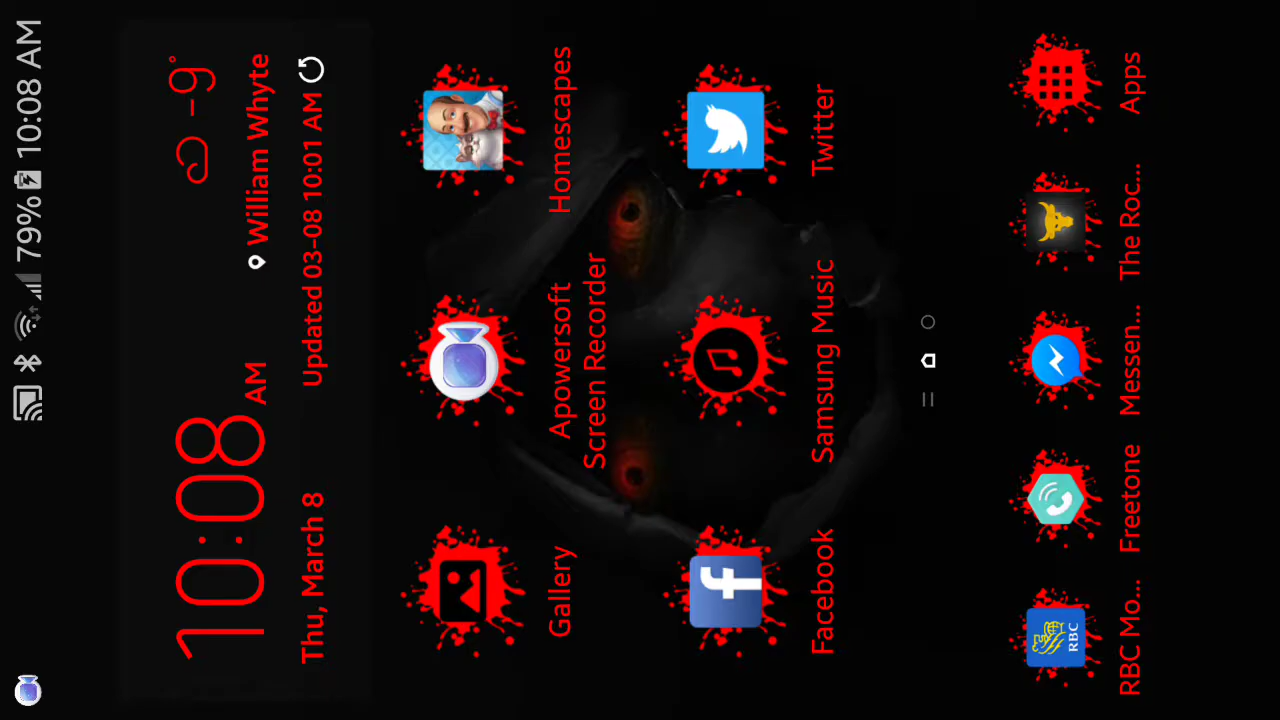 79% 10:08 AM
10:08 AM
-9°
Thu, March 8
William Whyte
Updated 03-08 10:01 AM
Gallery
Apowersoft
Screen Recorder
Homescapes
Facebook
Samsung Music
Twitter
RBC
RBC Mo...
Freetone
Messen...
The Roc...
Apps